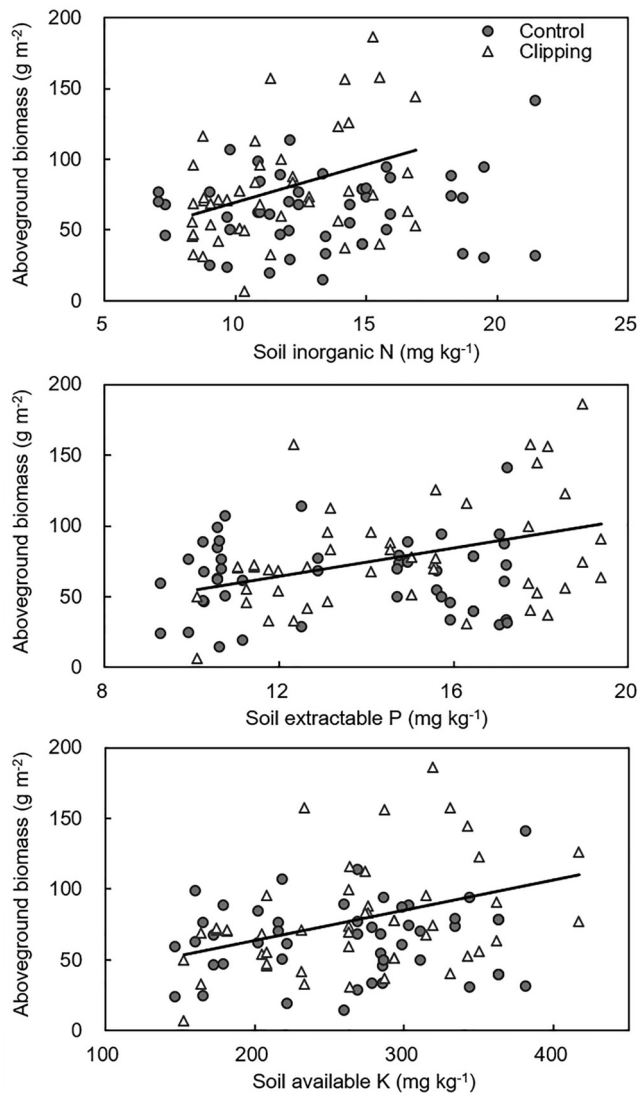 200
Control
Clipping
150
100
50
0
Aboveground biomass (g m-2)
5 10 15 20 25
Soil inorganic N (mg kg-1)
200
150
100
50
0
Aboveground biomass (g m-2)
8 12 16 20
Soil extractable P (mg kg-1)
200
150
100
50
0
Aboveground biomass (g m-2)
100 200 300 400
Soil available K (mg kg-1)